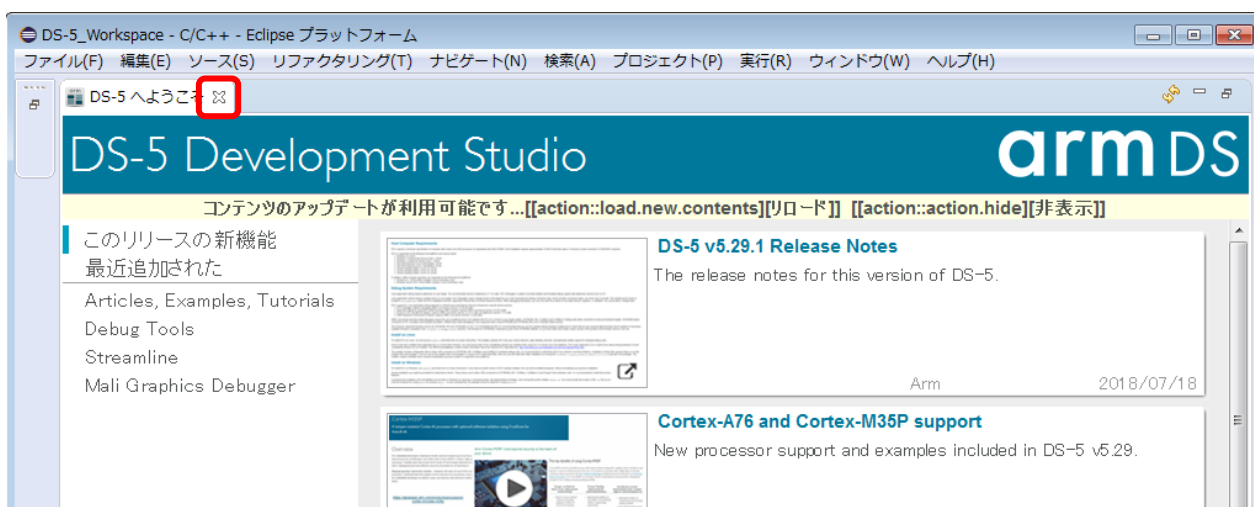 DS-5_Workspace - C/C++ - Eclipse プラットフォーム
ファイル(F) 編集(E) ソース(S) リファクタリング(T) ナビゲート(N) 検索(A) プロジェクト(P) 実行(R) ウィンドウ(W) ヘルプ(H)
DS-5 へようこそ
DS-5 Development Studio
arm DS
コンテンツのアップデートが利用可能です...[[action::load.new.contents][リロード]] [[action::action.hide][非表示]]
このリリースの新機能
最近追加された
Articles, Examples, Tutorials
Debug Tools
Streamline
Mali Graphics Debugger
DS-5 v5.29.1 Release Notes
The release notes for this version of DS-5.
Arm 2018/07/18
Cortex-A76 and Cortex-M35P support
New processor support and examples included in DS-5 v5.29.